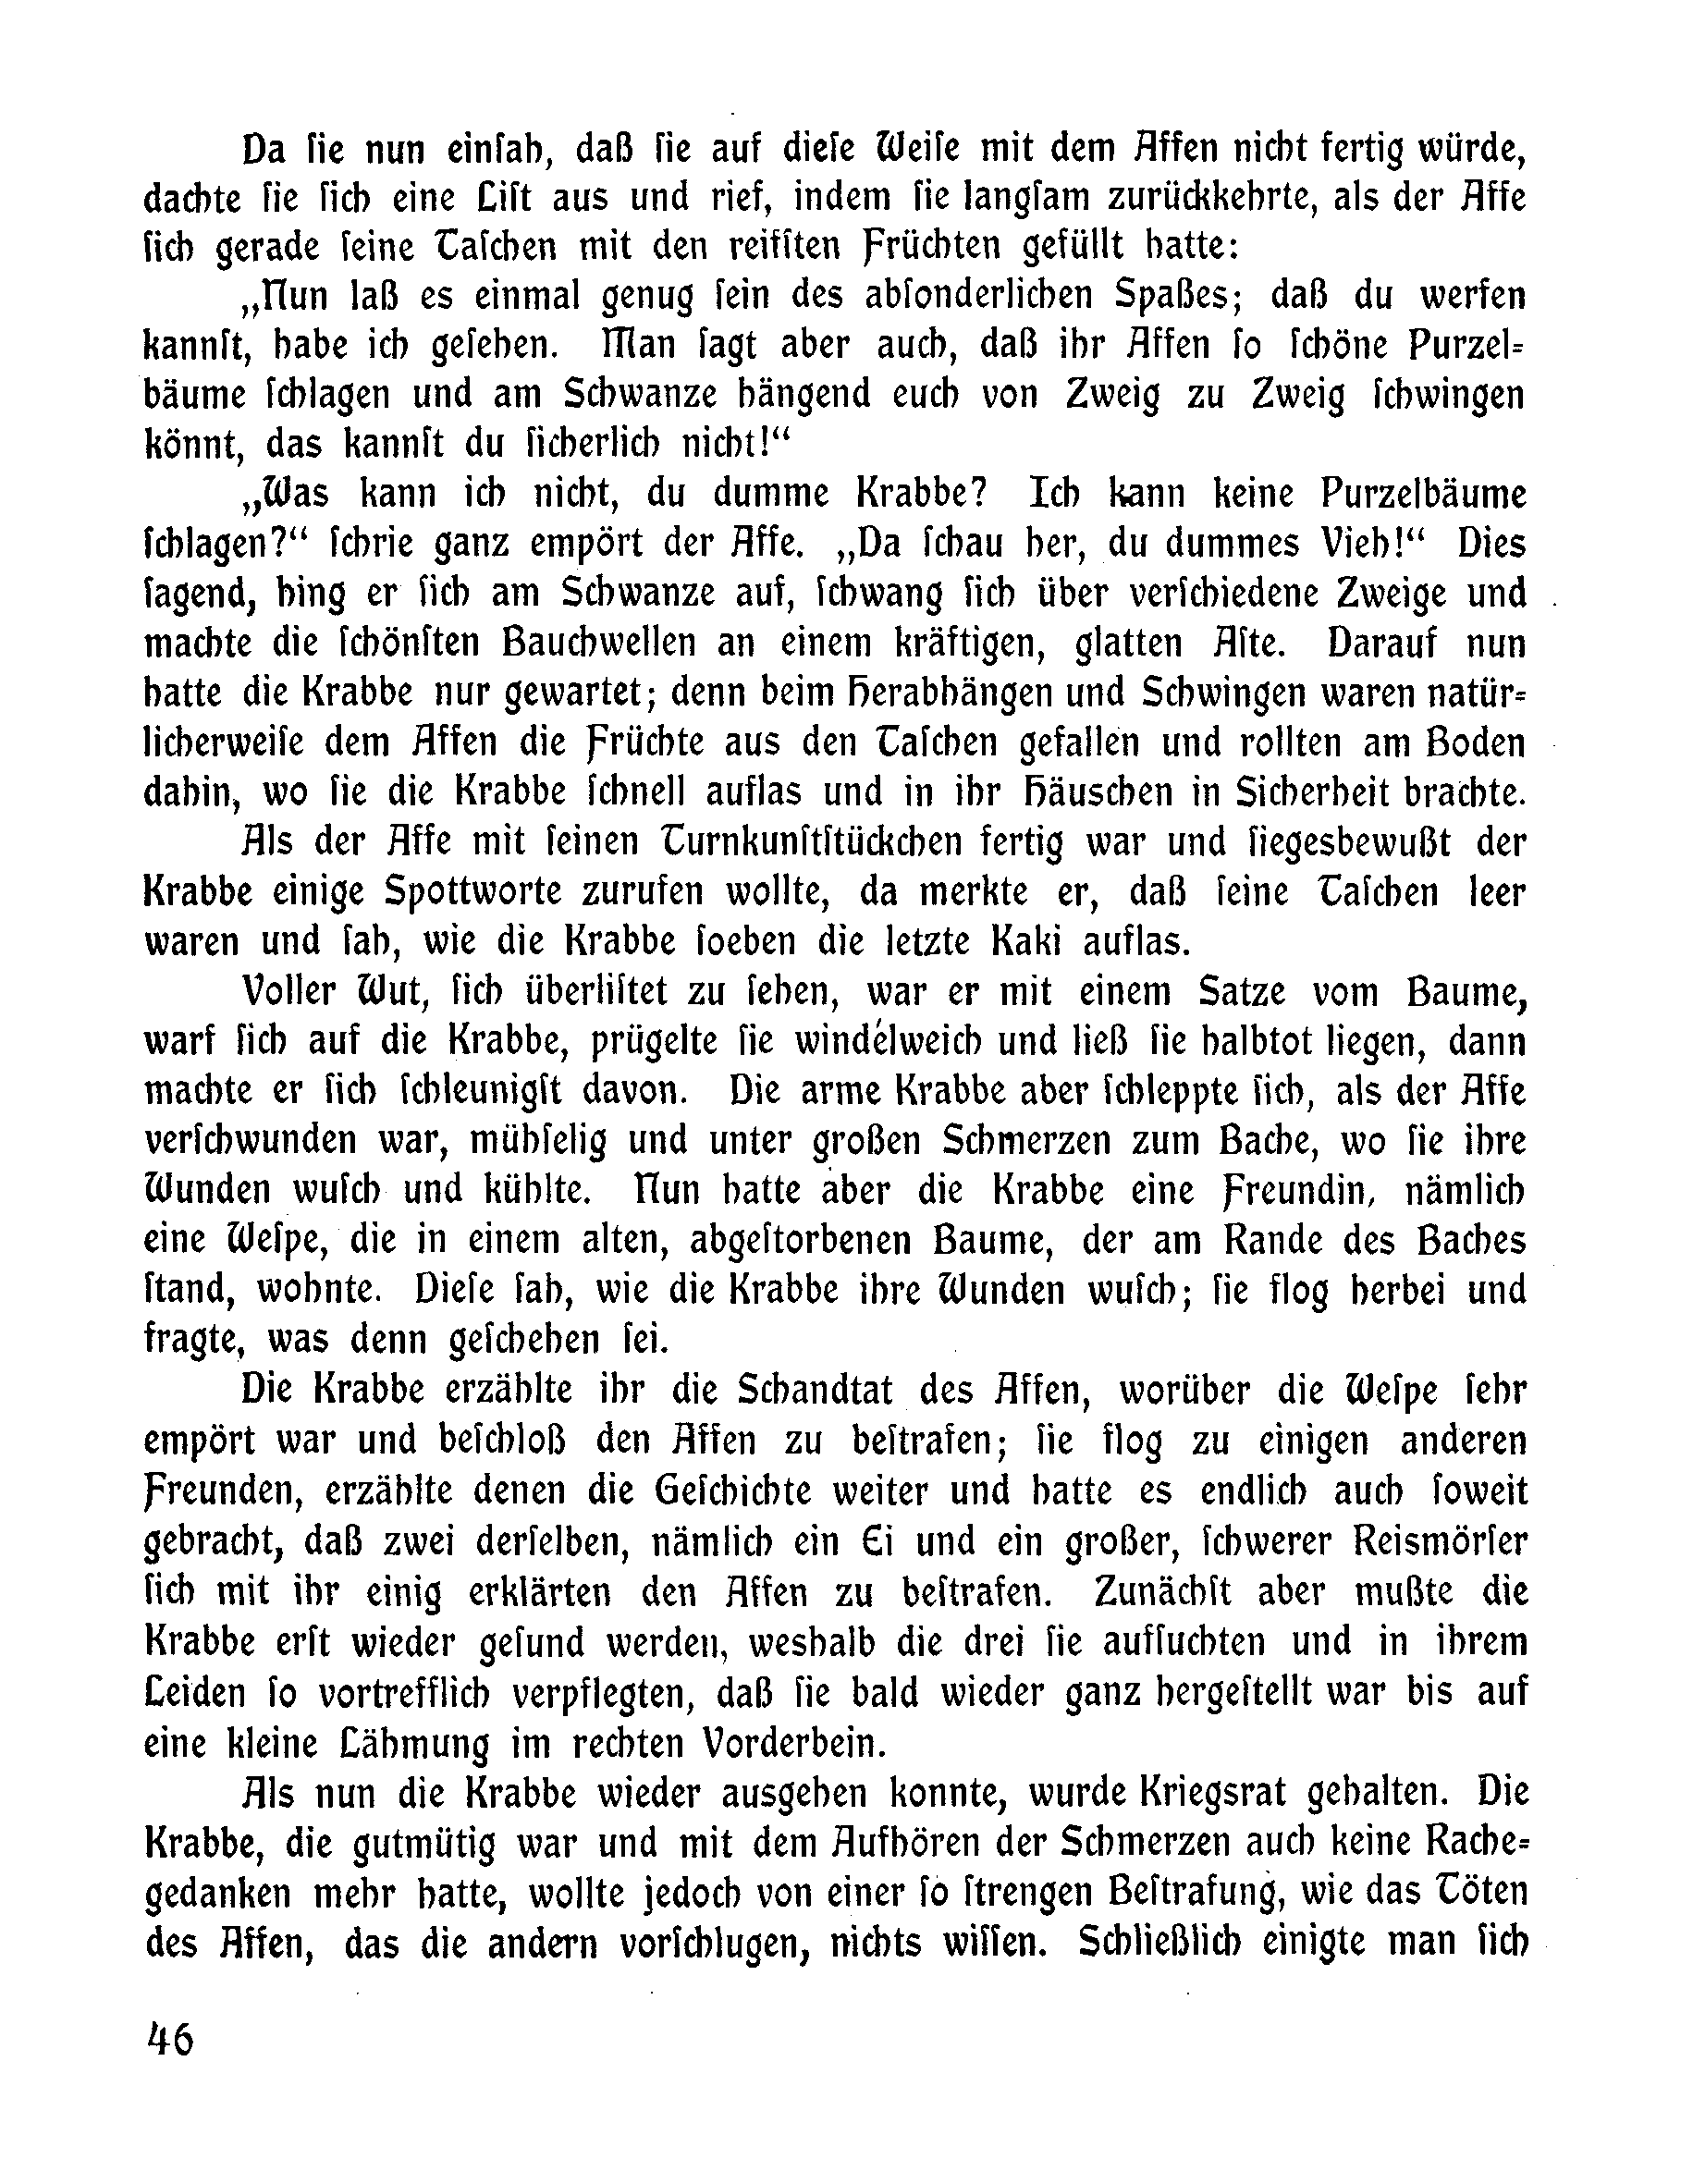 Da ſie nun einſah, daß ſie auf dieſe Weiſe mit dem Affen nicht fertig würde,
dachte ſie ſich eine Liſt aus und rief, indem ſie langſam zurückkehrte, als der Affe
ſich gerade ſeine Taſchen mit den reifſten Früchten gefüllt hatte:
„Nun laß es einmal genug ſein des abſonderlichen Spaßes; daß du werfen
kannſt, habe ich geſehen. Man ſagt aber auch, daß ihr Affen ſo ſchöne Purzel-
bäume ſchlagen und am Schwanze hängend euch von Zweig zu Zweig ſchwingen
könnt, das kannſt du ſicherlich nicht!“
„Was kann ich nicht, du dumme Krabbe? Ich kann keine Purzelbäume
ſchlagen?“ ſchrie ganz empört der Affe. „Da ſchau her, du dummes Vieh!“ Dies
ſagend, hing er ſich am Schwanze auf, ſchwang ſich über verſchiedene Zweige und
machte die ſchönſten Bauchwellen an einem kräftigen, glatten Aſte. Darauf nun
hatte die Krabbe nur gewartet; denn beim Herabhängen und Schwingen waren natür-
licherweiſe dem Affen die Früchte aus den Taſchen gefallen und rollten am Boden
dahin, wo ſie die Krabbe ſchnell auflas und in ihr Häuschen in Sicherheit brachte.
Als der Affe mit ſeinen Turnkunſtſtückchen fertig war und ſiegesbewußt der
Krabbe einige Spottworte zurufen wollte, da merkte er, daß ſeine Taſchen leer
waren und ſah, wie die Krabbe ſoeben die letzte Kaki auflas.
Voller Wut, ſich überliſtet zu ſehen, war er mit einem Satze vom Baume,
warf ſich auf die Krabbe, prügelte ſie windelweich und ließ ſie halbtot liegen, dann
machte er ſich ſchleunigſt davon. Die arme Krabbe aber ſchleppte ſich, als der Affe
verſchwunden war, mühſelig und unter großen Schmerzen zum Bache, wo ſie ihre
Wunden wuſch und kühlte. Nun hatte aber die Krabbe eine Freundin, nämlich
eine Weſpe, die in einem alten, abgeſtorbenen Baume, der am Rande des Baches
ſtand, wohnte. Dieſe ſah, wie die Krabbe ihre Wunden wuſch; ſie flog herbei und
fragte, was denn geſchehen ſei.
Die Krabbe erzählte ihr die Schandtat des Affen, worüber die Weſpe ſehr
empört war und beſchloß den Affen zu beſtrafen; ſie flog zu einigen anderen
Freunden, erzählte denen die Geſchichte weiter und hatte es endlich auch ſoweit
gebracht, daß zwei derſelben, nämlich ein Ei und ein großer, ſchwerer Reismörſer
ſich mit ihr einig erklärten den Affen zu beſtrafen. Zunächſt aber mußte die
Krabbe erſt wieder geſund werden, weshalb die drei ſie aufſuchten und in ihrem
Leiden ſo vortrefflich verpflegten, daß ſie bald wieder ganz hergeſtellt war bis auf
eine kleine Lähmung im rechten Vorderbein.
Als nun die Krabbe wieder ausgehen konnte, wurde Kriegsrat gehalten. Die
Krabbe, die gutmütig war und mit dem Aufhören der Schmerzen auch keine Rache-
gedanken mehr hatte, wollte jedoch von einer ſo ſtrengen Beſtrafung, wie das Töten
des Affen, das die andern vorſchlugen, nichts wiſſen. Schließlich einigte man ſich
46